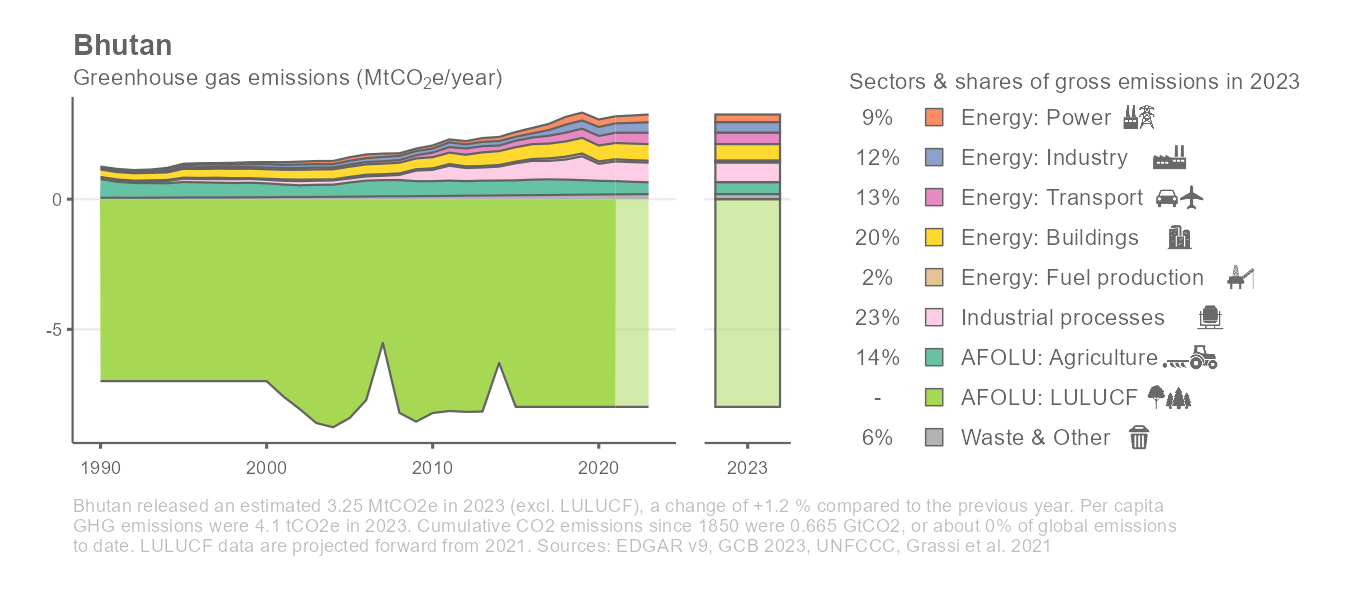 Bhutan
Greenhouse gas emissions (MtCO₂e/year)
0
-5
1990 2000 2010 2020 2023
Sectors & shares of gross emissions in 2023
9% Energy: Power
12% Energy: Industry
13% Energy: Transport
20% Energy: Buildings
2% Energy: Fuel production
23% Industrial processes
14% AFOLU: Agriculture
- AFOLU: LULUCF
6% Waste & Other
Bhutan released an estimated 3.25 MtCO2e in 2023 (excl. LULUCF), a change of +1.2 % compared to the previous year. Per capita
GHG emissions were 4.1 tCO2e in 2023. Cumulative CO2 emissions since 1850 were 0.665 GtCO2, or about 0% of global emissions
to date. LULUCF data are projected forward from 2021. Sources: EDGAR v9, GCB 2023, UNFCCC, Grassi et al. 2021